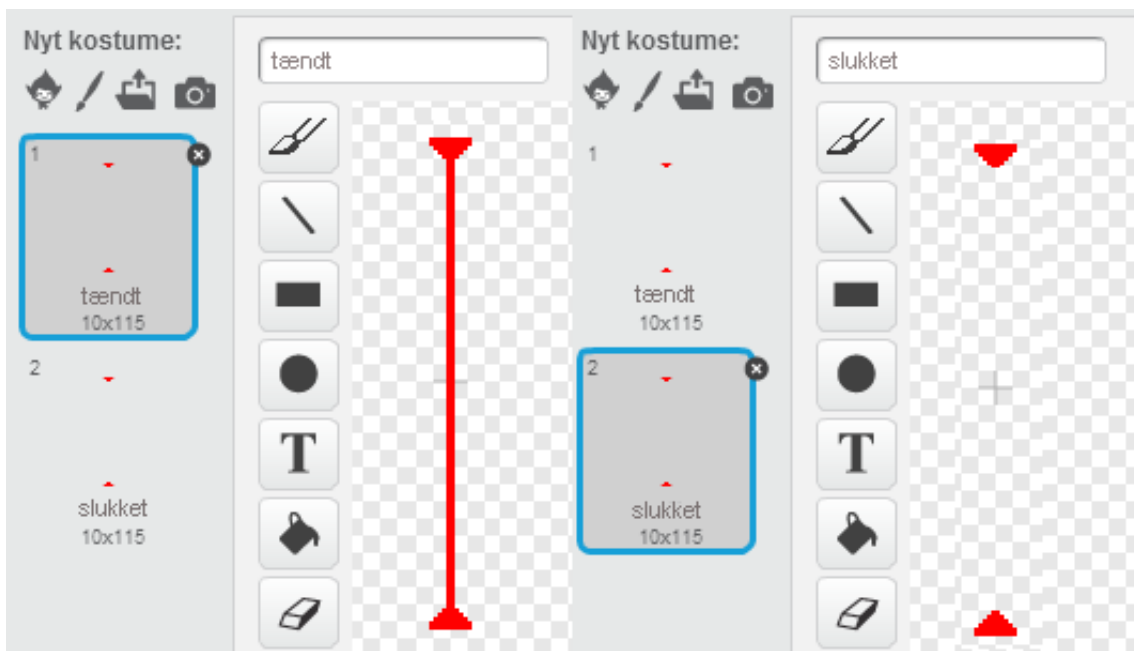 Nyt kostume:
tændt
1
tændt
10x115
2
slukket
10x115
T
Nyt kostume:
slukket
1
tændt
10x115
2
slukket
10x115
T